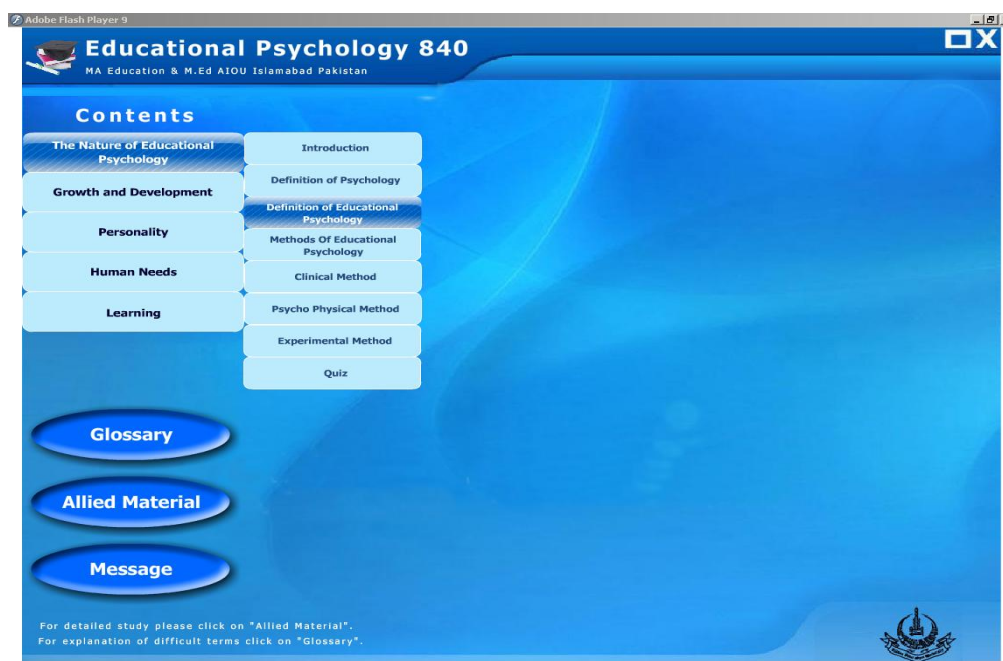 Adobe Flash Player 9
Educational Psychology 840
MA Education & M.Ed AIOU Islamabad Pakistan
Contents
The Nature of Educational
Psychology
Growth and Development
Personality
Human Needs
Learning
Introduction
Definition of Psychology
Definition of Educational
Psychology
Methods Of Educational
Psychology
Clinical Method
Psycho Physical Method
Experimental Method
Quiz
Glossary
Allied Material
Message
For detailed study please click on "Allied Material".
For explanation of difficult terms click on "Glossary".